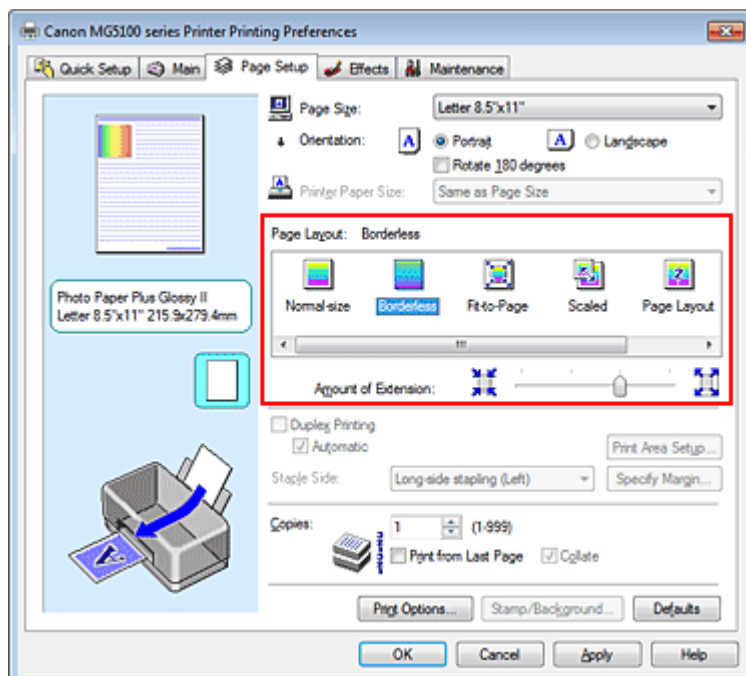 Canon MG5100 series Printer Printing Preferences
Quick Setup Main Page Setup Effects Maintenance
Page Size: Letter 8.5"x11"
Orientation: A Portrait A Landscape
Rotate 180 degrees
Printer Paper Size: Same as Page Size
Page Layout: Borderless
Normal-size Borderless Fit-to-Page Scaled Page Layout
Amount of Extension:
Photo Paper Plus Glossy II
Letter 8.5"x11" 215.9x279.4mm
Duplex Printing
Automatic Print Area Setup...
Staple Side: Long-side stapling (Left) Specify Margin...
Copies: 1 (1-999)
Print from Last Page Collate
Print Options... Stamp/Background... Defaults
OK Cancel Apply Help